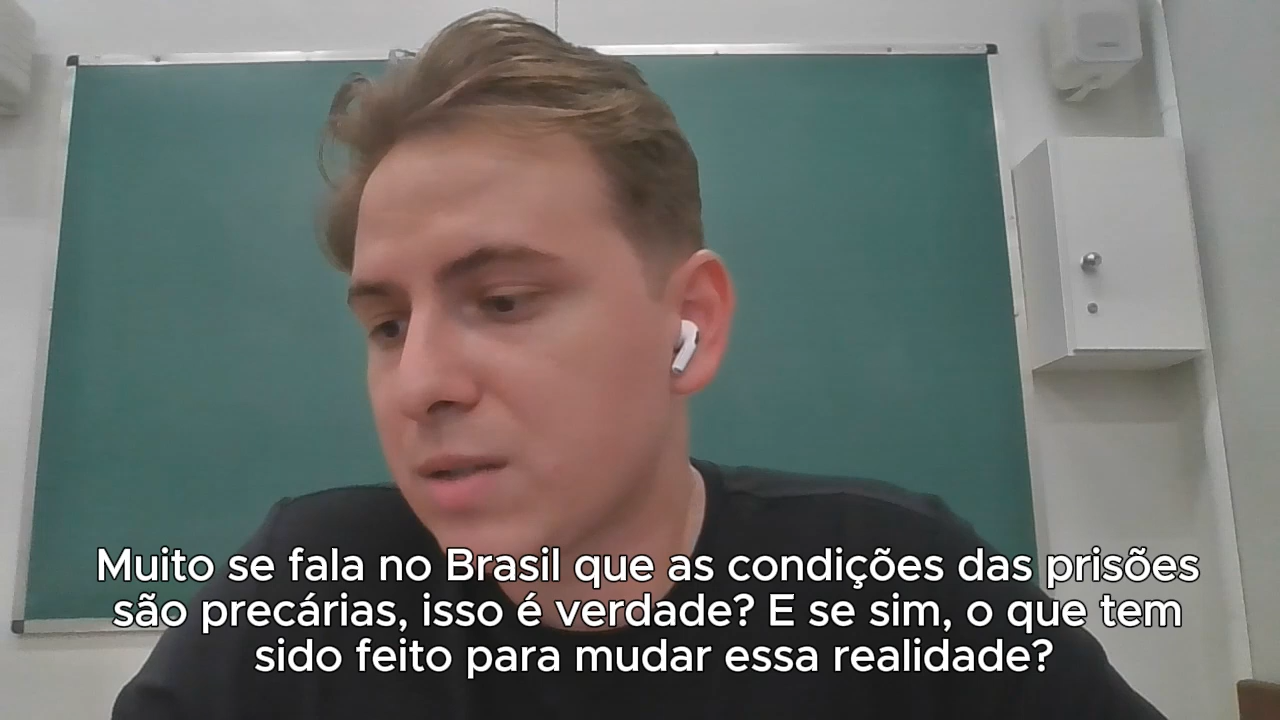 Muito se fala no Brasil que as condições das prisões
são precárias, isso é verdade? E se sim, o que tem
sido feito para mudar essa realidade?